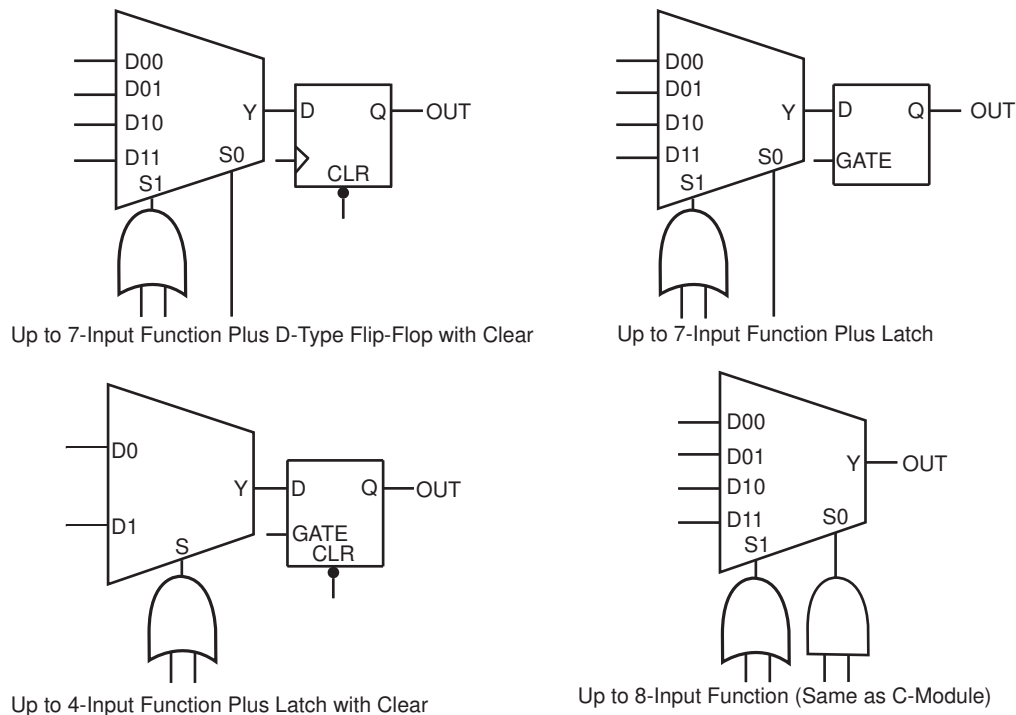 D00
D01
D10
D11
S1
S0
Y
D
Q
OUT
CLR
Up to 7-Input Function Plus D-Type Flip-Flop with Clear
D00
D01
D10
D11
S1
S0
Y
D
Q
OUT
GATE
Up to 7-Input Function Plus Latch
D0
D1
S
Y
D
Q
OUT
GATE
CLR
Up to 4-Input Function Plus Latch with Clear
D00
D01
D10
D11
S1
S0
Y
OUT
Up to 8-Input Function (Same as C-Module)